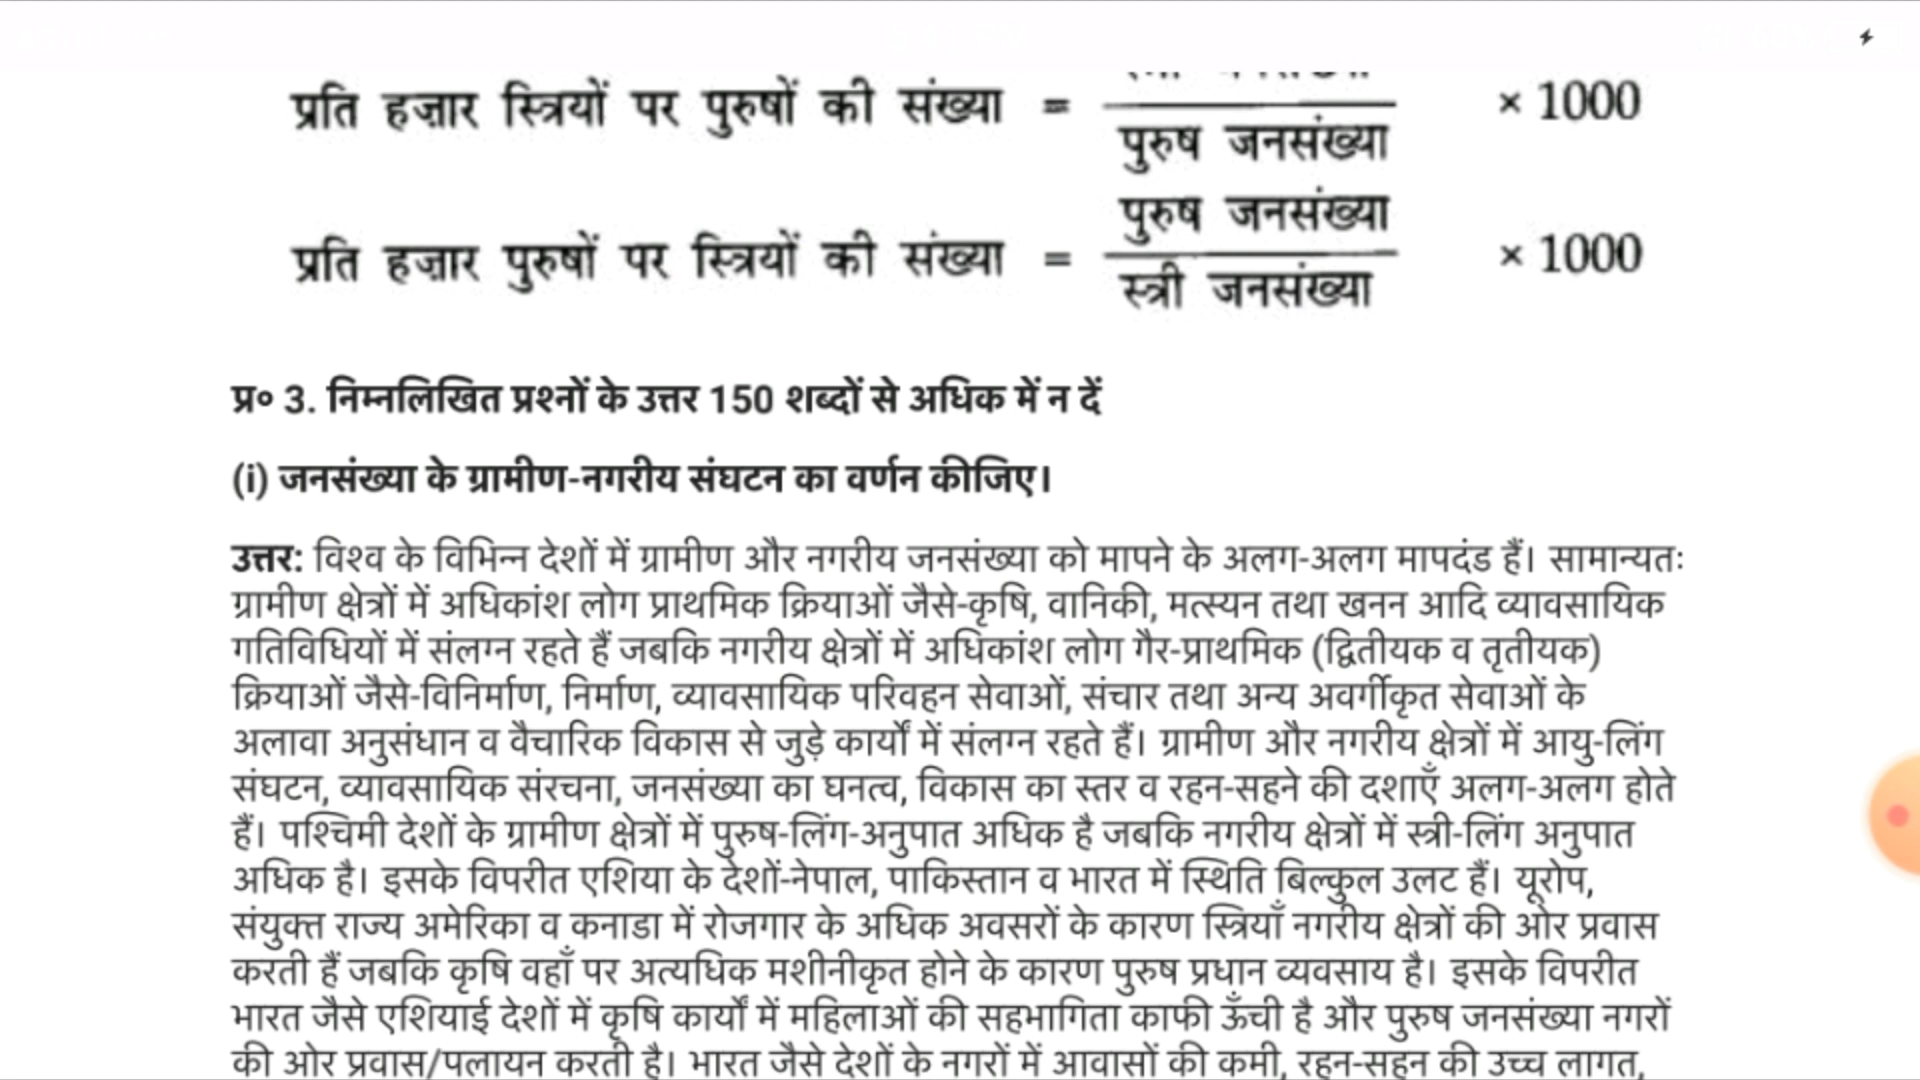 प्रति हज़ार स्त्रियों पर पुरुषों की संख्या = ‎ × 1000
पुरुष जनसंख्या
पुरुष जनसंख्या
प्रति हज़ार पुरुषों पर स्त्रियों की संख्या = × 1000
स्त्री जनसंख्या
प्र० 3. निम्नलिखित प्रश्नों के उत्तर 150 शब्दों से अधिक में न दें
(i) जनसंख्या के ग्रामीण-नगरीय संघटन का वर्णन कीजिए।
उत्तर: विश्व के विभिन्न देशों में ग्रामीण और नगरीय जनसंख्या को मापने के अलग-अलग मापदंड हैं। सामान्यतः
ग्रामीण क्षेत्रों में अधिकांश लोग प्राथमिक क्रियाओं जैसे-कृषि, वानिकी, मत्स्यन तथा खनन आदि व्यावसायिक
गतिविधियों में संलग्न रहते हैं जबकि नगरीय क्षेत्रों में अधिकांश लोग गैर-प्राथमिक (द्वितीयक व तृतीयक)
क्रियाओं जैसे-विनिर्माण, निर्माण, व्यावसायिक परिवहन सेवाओं, संचार तथा अन्य अवर्गीकृत सेवाओं के
अलावा अनुसंधान व वैचारिक विकास से जुड़े कार्यों में संलग्न रहते हैं। ग्रामीण और नगरीय क्षेत्रों में आयु-लिंग
संघटन, व्यावसायिक संरचना, जनसंख्या का घनत्व, विकास का स्तर व रहन-सहने की दशाएँ अलग-अलग होते
हैं। पश्चिमी देशों के ग्रामीण क्षेत्रों में पुरुष-लिंग-अनुपात अधिक है जबकि नगरीय क्षेत्रों में स्त्री-लिंग अनुपात
अधिक है। इसके विपरीत एशिया के देशों-नेपाल, पाकिस्तान व भारत में स्थिति बिल्कुल उलट हैं। यूरोप,
संयुक्त राज्य अमेरिका व कनाडा में रोजगार के अधिक अवसरों के कारण स्त्रियाँ नगरीय क्षेत्रों की ओर प्रवास
करती हैं जबकि कृषि वहाँ पर अत्यधिक मशीनीकृत होने के कारण पुरुष प्रधान व्यवसाय है। इसके विपरीत
भारत जैसे एशियाई देशों में कृषि कार्यों में महिलाओं की सहभागिता काफी ऊँची है और पुरुष जनसंख्या नगरों
की ओर प्रवास/पलायन करती है। भारत जैसे देशों के नगरों में आवासों की कमी, रहन-सहन की उच्च लागत,